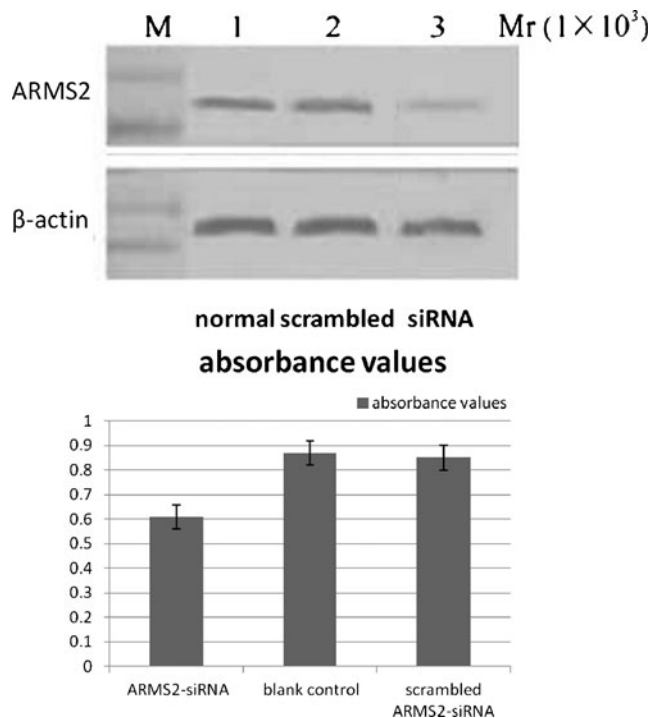 M 1 2 3 Mr (1×10³)
ARMS2
β-actin
normal scrambled siRNA
absorbance values
absorbance values
1
0.9
0.8
0.7
0.6
0.5
0.4
0.3
0.2
0.1
0
ARMS2-siRNA blank control scrambled
ARMS2-siRNA